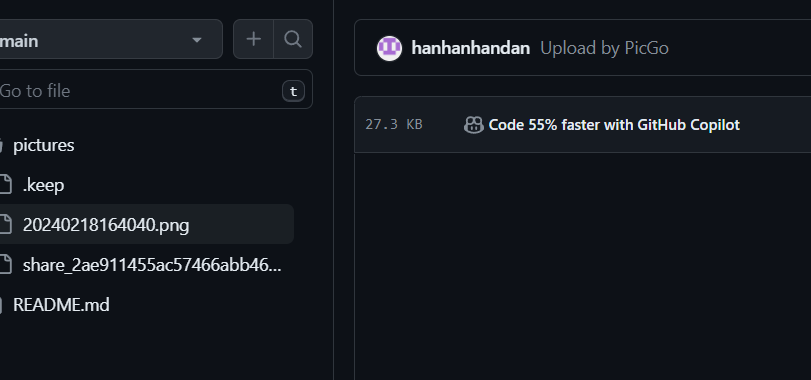 main
Go to file
t
pictures
.keep
20240218164040.png
share_2ae911455ac57466abb46...
README.md
hanhanhandan Upload by PicGo
27.3 KB
Code 55% faster with GitHub Copilot